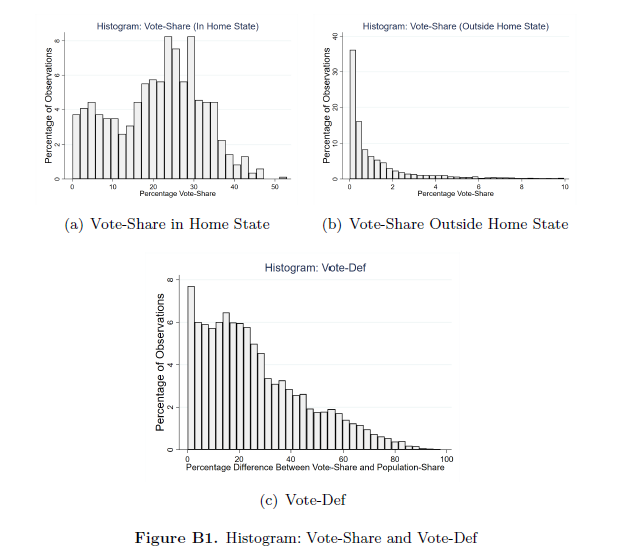 Histogram: Vote-Share (In Home State)
Percentage of Observations
0 2 4 6 8
0 10 20 30 40 50
Percentage Vote-Share
(a) Vote-Share in Home State
Histogram: Vote-Share (Outside Home State)
Percentage of Observations
0 10 20 30 40
0 2 4 6 8 10
Percentage Vote-Share
(b) Vote-Share Outside Home State
Histogram: Vote-Def
Percentage of Observations
0 2 4 6 8
0 20 40 60 80 100
Percentage Difference Between Vote-Share and Population-Share
(c) Vote-Def
Figure B1. Histogram: Vote-Share and Vote-Def